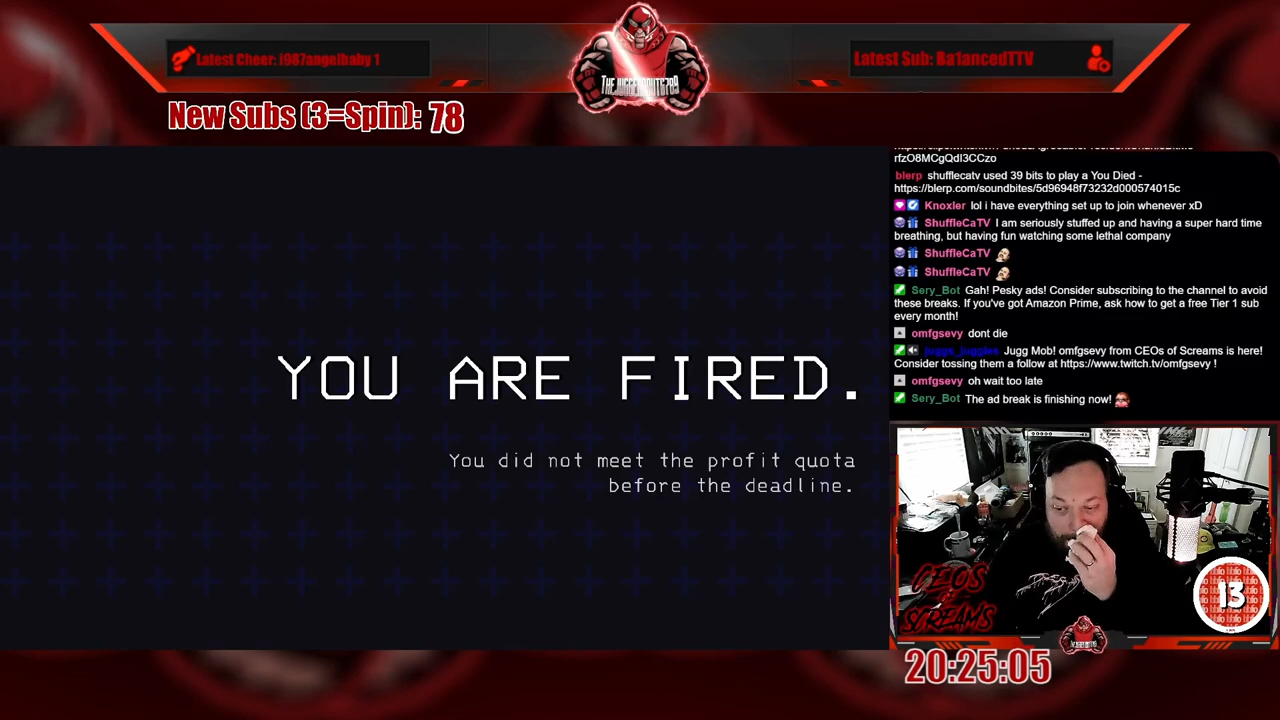 Latest Cheer: i987angelbaby 1
THEJUGGERNAUT6789
Latest Sub: Ra1ancedTTV
New Subs (3=Spin): 78
rfzO8MCgQdI3CCzo
blerp shufflecatv used 39 bits to play a You Died -
https://blerp.com/soundbites/5d96948f73232d000574015c
Knoxler lol i have everything set up to join whenever xD
ShuffleCaTV I am seriously stuffed up and having a super hard time
breathing, but having fun watching some lethal company
ShuffleCaTV
ShuffleCaTV
Sery_Bot Gah! Pesky ads! Consider subscribing to the channel to avoid
these breaks. If you've got Amazon Prime, ask how to get a free Tier 1 sub
every month!
omfgsevy dont die
juggs_juggies Jugg Mob! omfgsevy from CEOs of Screams is here!
Consider tossing them a follow at https://www.twitch.tv/omfgsevy !
omfgsevy oh wait too late
Sery_Bot The ad break is finishing now!
YOU ARE FIRED.
You did not meet the profit quota
before the deadline.
CEOS
OF
SCREAMS
13
20:25:05